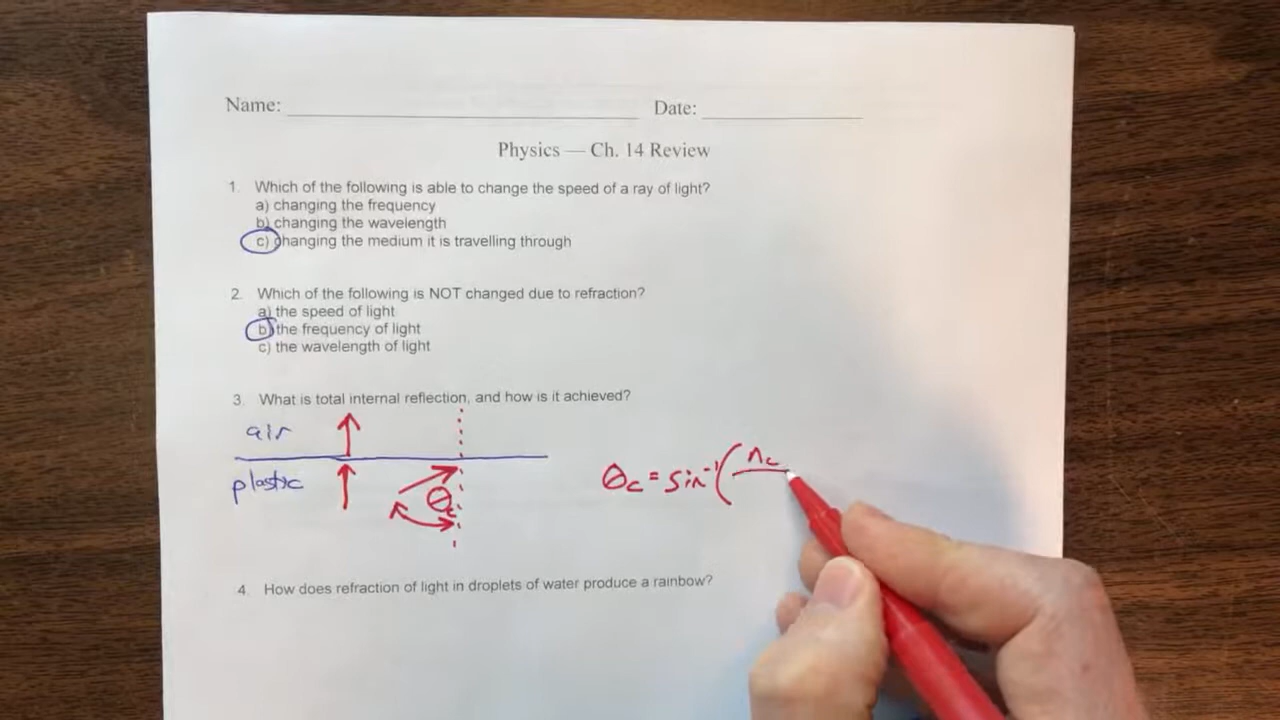 Name: Date:
Physics — Ch. 14 Review
1. Which of the following is able to change the speed of a ray of light?
a) changing the frequency
b) changing the wavelength
c) changing the medium it is travelling through
2. Which of the following is NOT changed due to refraction?
a) the speed of light
b) the frequency of light
c) the wavelength of light
3. What is total internal reflection, and how is it achieved?
air
plastic
θc
θc = sin⁻¹(nc
4. How does refraction of light in droplets of water produce a rainbow?